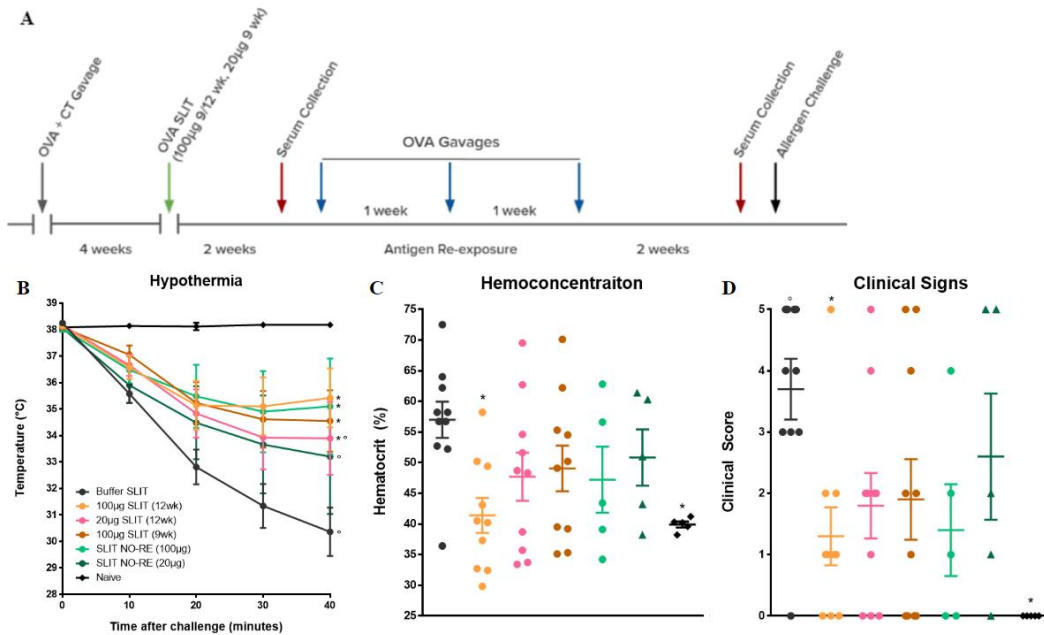 A
OVA + CT Gavage
OVA SLIT
(100µg 9/12 wk, 20µg 9 wk)
Serum Collection
OVA Gavages
Serum Collection
Allergen Challenge
1 week
1 week
4 weeks
2 weeks
Antigen Re-exposure
2 weeks
B
Hypothermia
Temperature (°C)
39
38
37
36
35
34
33
32
31
30
29
28
*
*
*
* °
°
°
Buffer SLIT
100µg SLIT (12wk)
20µg SLIT (12wk)
100µg SLIT (9wk)
SLIT NO-RE (100µg)
SLIT NO-RE (20µg)
Naive
0
10
20
30
40
Time after challenge (minutes)
C
Hemoconcentraiton
Hematocrit (%)
80
75
70
65
60
55
50
45
40
35
30
25
*
*
D
Clinical Signs
Clinical Score
5
4
3
2
1
0
°
*
*